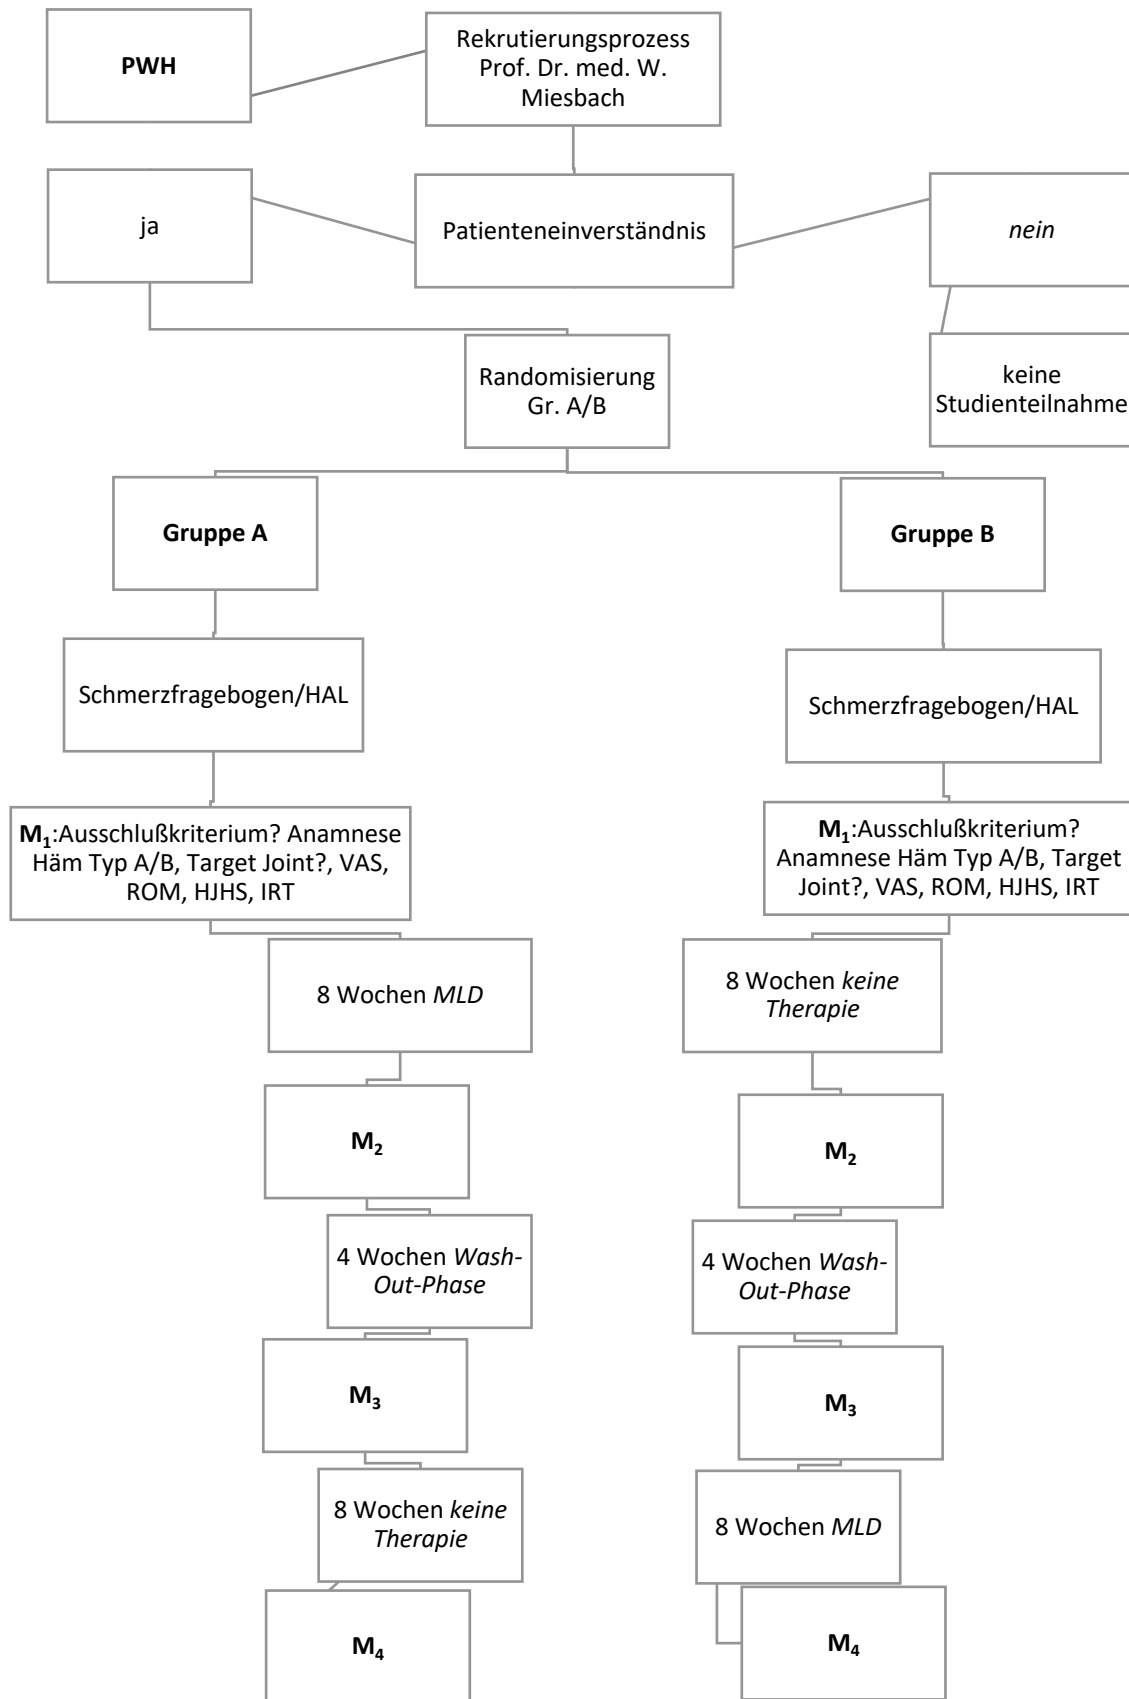 PWH
Rekrutierungsprozess
Prof. Dr. med. W.
Miesbach
ja
Patienteneinverständnis
nein
Randomisierung
Gr. A/B
keine
Studienteilnahme
Gruppe A
Gruppe B
Schmerzfragebogen/HAL
Schmerzfragebogen/HAL
M₁:Ausschlußkriterium? Anamnese
Häm Typ A/B, Target Joint?, VAS,
ROM, HJHS, IRT
M₁:Ausschlußkriterium?
Anamnese Häm Typ A/B, Target
Joint?, VAS, ROM, HJHS, IRT
8 Wochen MLD
8 Wochen keine
Therapie
M₂
M₂
4 Wochen Wash-
Out-Phase
4 Wochen Wash-
Out-Phase
M₃
M₃
8 Wochen keine
Therapie
8 Wochen MLD
M₄
M₄